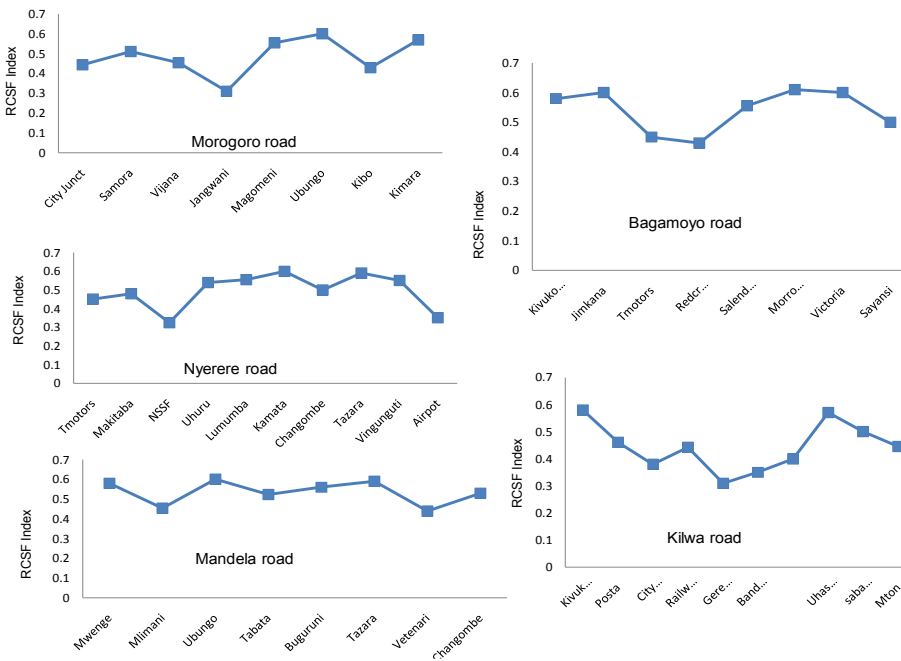 RCSF Index
0.7
0.6
0.5
0.4
0.3
0.2
0.1
0
Morogoro road
City Junct
Samora
Vijana
Jangwani
Magomeni
Ubungo
Kibo
Kimara
RCSF Index
0.7
0.6
0.5
0.4
0.3
0.2
0.1
0
Bagamoyo road
Kivuko…
Jimkana
Tmotors
Redcr…
Salend…
Morro…
Victoria
Sayansi
RCSF Index
0.7
0.6
0.5
0.4
0.3
0.2
0.1
0
Nyerere road
Tmotors
Makitaba
NSSF
Uhuru
Lumumba
Kamata
Changombe
Tazara
Vingunguti
Airpot
RCSF Index
0.7
0.6
0.5
0.4
0.3
0.2
0.1
0
Kilwa road
Kivuk…
Posta
City…
Railw…
Gere…
Band…
Uhas…
saba…
Mton
RCSF Index
0.7
0.6
0.5
0.4
0.3
0.2
0.1
0
Mandela road
Mwenge
Mlimani
Ubungo
Tabata
Buguruni
Tazara
Vetenari
Changombe